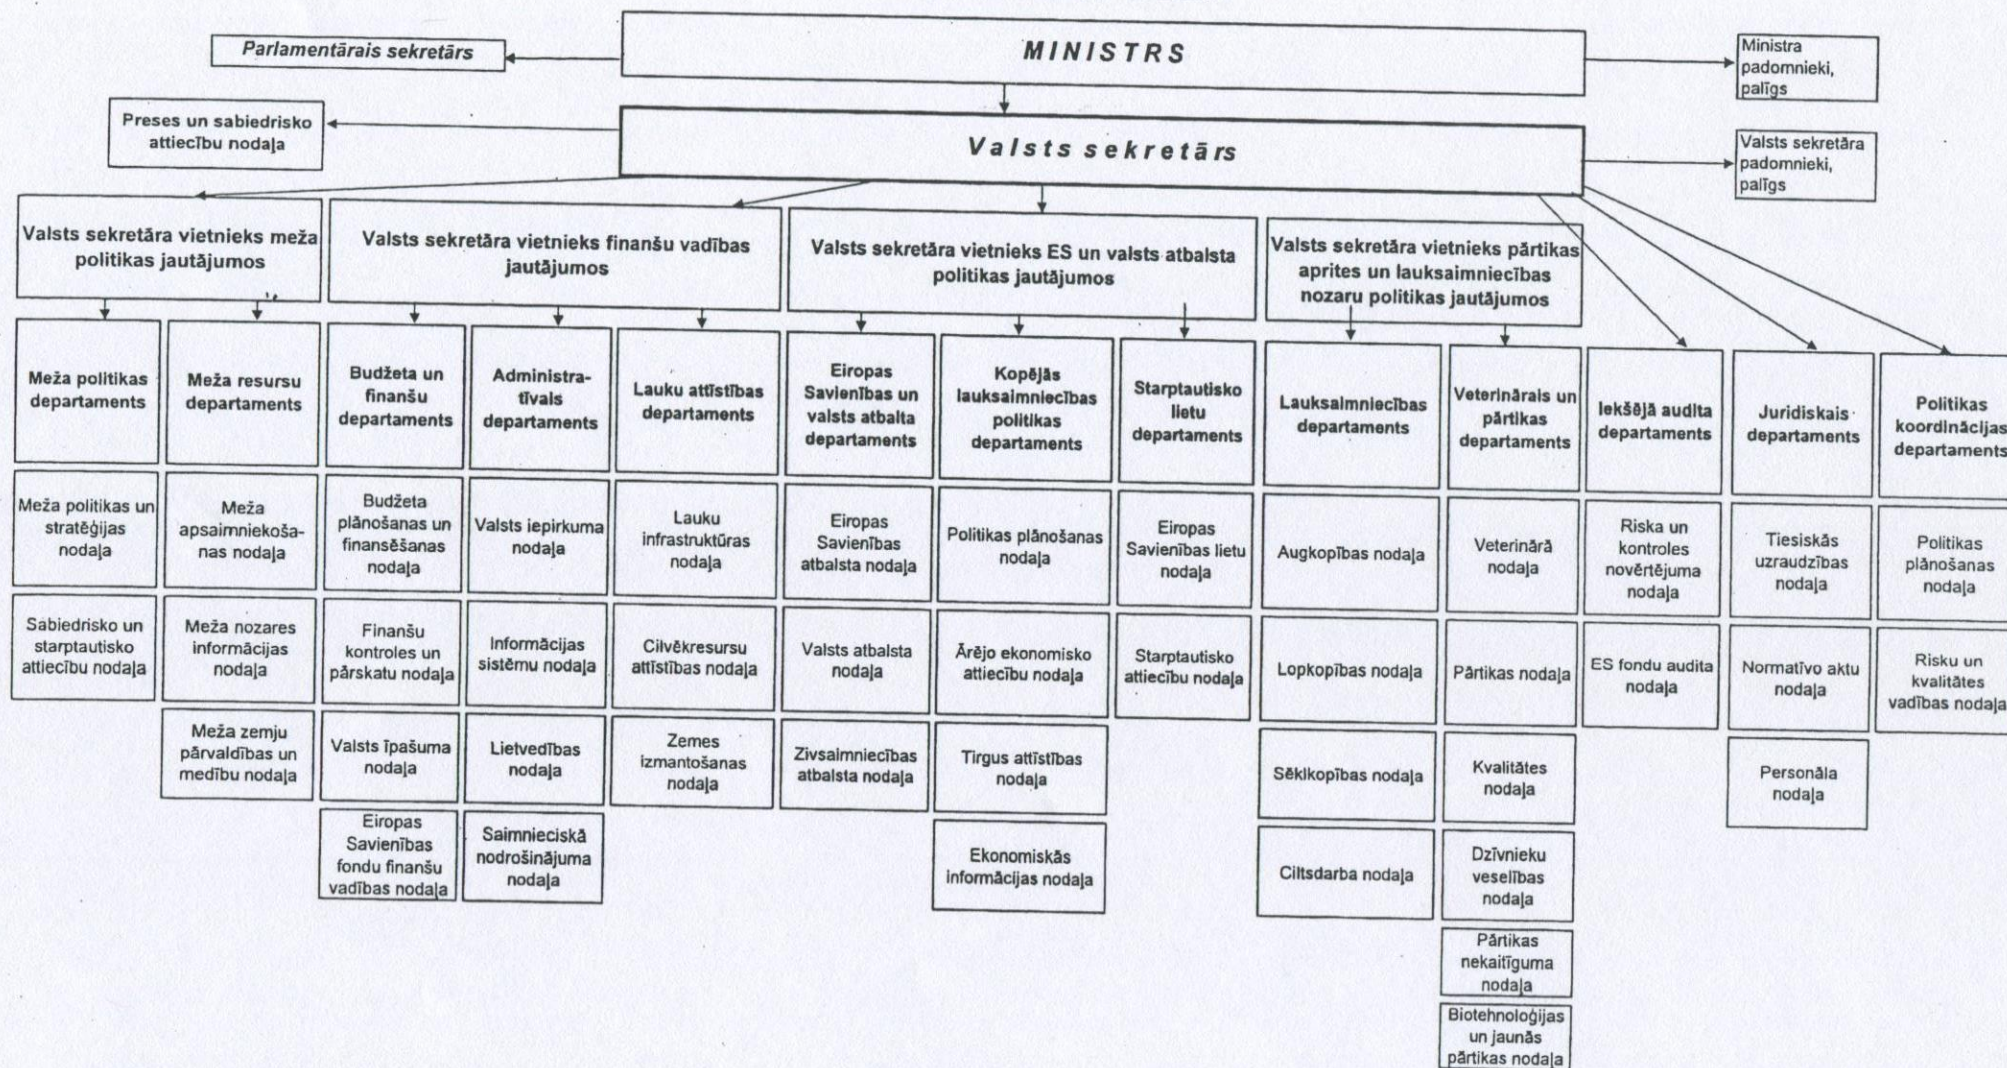 Parlamentārais sekretārs
MINISTRS
Ministra
padomnieki,
palīgs
Preses un sabiedrisko
attiecību nodaļa
Valsts sekretārs
Valsts sekretāra
padomnieki,
palīgs
Valsts sekretāra vietnieks meža
politikas jautājumos
Valsts sekretāra vietnieks finanšu vadības
jautājumos
Valsts sekretāra vietnieks ES un valsts atbalsta
politikas jautājumos
Valsts sekretāra vietnieks pārtikas
aprites un lauksaimniecības
nozaru politikas jautājumos
Meža politikas
departaments
Meža resursu
departaments
Budžeta un
finanšu
departaments
Administra-
tīvais
departaments
Lauku attīstības
departaments
Eiropas
Savienības un
valsts atbalta
departaments
Kopējās
lauksaimniecības
politikas
departaments
Starptautisko
lietu
departaments
Lauksaimniecības
departaments
Veterinārais un
pārtikas
departaments
Iekšējā audita
departaments
Juridiskais
departaments
Politikas
koordinācijas
departaments
Meža politikas un
stratēģijas
nodaļa
Meža
apsaimniekoša-
nas nodaļa
Budžeta
plānošanas un
finansēšanas
nodaļa
Valsts iepirkuma
nodaļa
Lauku
infrastruktūras
nodaļa
Eiropas
Savienības
atbalsta nodaļa
Politikas plānošanas
nodaļa
Eiropas
Savienības lietu
nodaļa
Augkopības nodaļa
Veterinārā
nodaļa
Riska un
kontroles
novērtējuma
nodaļa
Tiesiskās
uzraudzības
nodaļa
Politikas
plānošanas
nodaļa
Sabiedrisko un
starptautisko
attiecību nodaļa
Meža nozares
informācijas
nodaļa
Finanšu
kontroles un
pārskatu nodaļa
Informācijas
sistēmu nodaļa
Cilvēkresursu
attīstības nodaļa
Valsts atbalsta
nodaļa
Ārējo ekonomisko
attiecību nodaļa
Starptautisko
attiecību nodaļa
Lopkopības nodaļa
Pārtikas nodaļa
ES fondu audita
nodaļa
Normatīvo aktu
nodaļa
Risku un
kvalitātes
vadības nodaļa
Meža zemju
pārvaldības un
medību nodaļa
Valsts īpašuma
nodaļa
Lietvedības
nodaļa
Zemes
izmantošanas
nodaļa
Zivsaimniecības
atbalsta nodaļa
Tirgus attīstības
nodaļa
Sēklkopības nodaļa
Kvalitātes
nodaļa
Personāla
nodaļa
Eiropas
Savienības
fondu finanšu
vadības nodaļa
Saimnieciskā
nodrošinājuma
nodaļa
Ekonomiskās
informācijas nodaļa
Ciltsdarba nodaļa
Dzīvnieku
veselības
nodaļa
Pārtikas
nekaitīguma
nodaļa
Biotehnoloģijas
un jaunās
pārtikas nodaļa